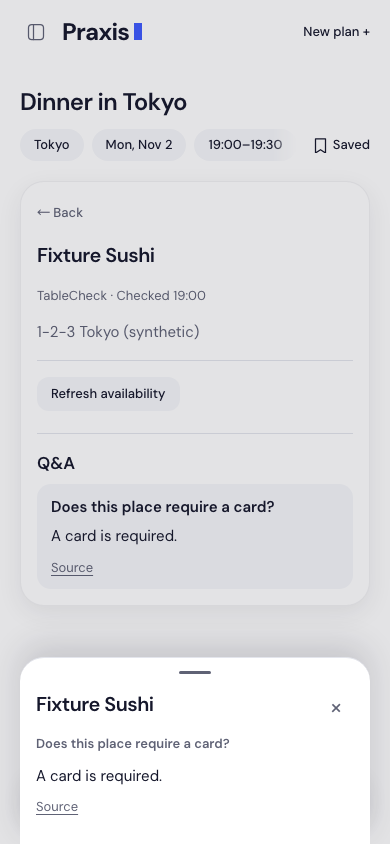 Praxis
New plan +
Dinner in Tokyo
Tokyo
Mon, Nov 2
19:00–19:30
Saved
← Back
Fixture Sushi
TableCheck · Checked 19:00
1-2-3 Tokyo (synthetic)
Refresh availability
Q&A
Does this place require a card?
A card is required.
Source
Fixture Sushi
×
Does this place require a card?
A card is required.
Source